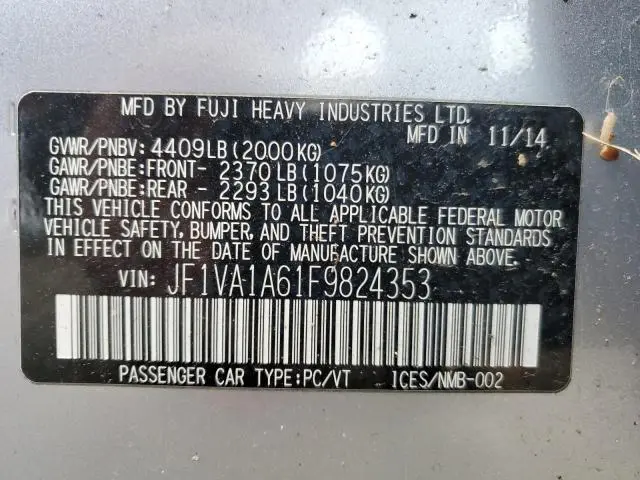 MFD BY FUJI HEAVY INDUSTRIES LTD.
MFD IN 11/14
GVWR/PNBV: 4409LB(2000KG)
GAWR/PNBE:FRONT- 2370 LB(1075KG)
GAWR/PNBE:REAR - 2293 LB(1040KG)
THIS VEHICLE CONFORMS TO ALL APPLICABLE FEDERAL MOTOR
VEHICLE SAFETY, BUMPER, AND THEFT PREVENTION STANDARDS
IN EFFECT ON THE DATE OF MANUFACTURE SHOWN ABOVE.
VIN: JF1VA1A61F9824353
PASSENGER CAR TYPE:PC/VT 1CES/NMB-002